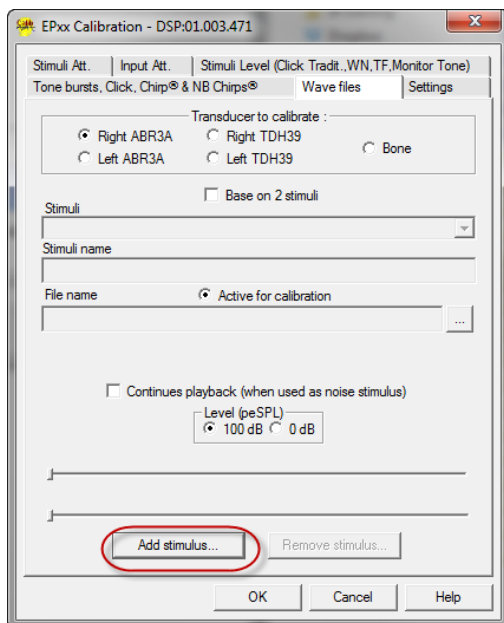 EPxx Calibration - DSP:01.003.471
Stimuli Att. Input Att. Stimuli Level (Click Tradit.,WN,TF,Monitor Tone)
Tone bursts, Click, Chirp® & NB Chirps® Wave files Settings
Transducer to calibrate :
Right ABR3A Right TDH39
Bone
Left ABR3A Left TDH39
Base on 2 stimuli
Stimuli
Stimuli name
File name Active for calibration
...
Continues playback (when used as noise stimulus)
Level (peSPL)
100 dB 0 dB
Add stimulus... Remove stimulus...
OK Cancel Help